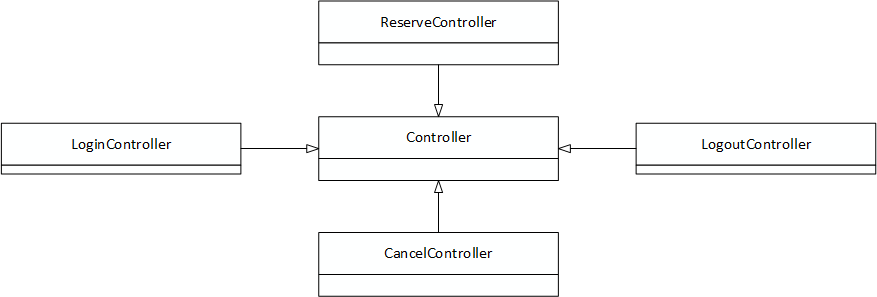 ReserveController
LoginController
Controller
LogoutController
CancelController